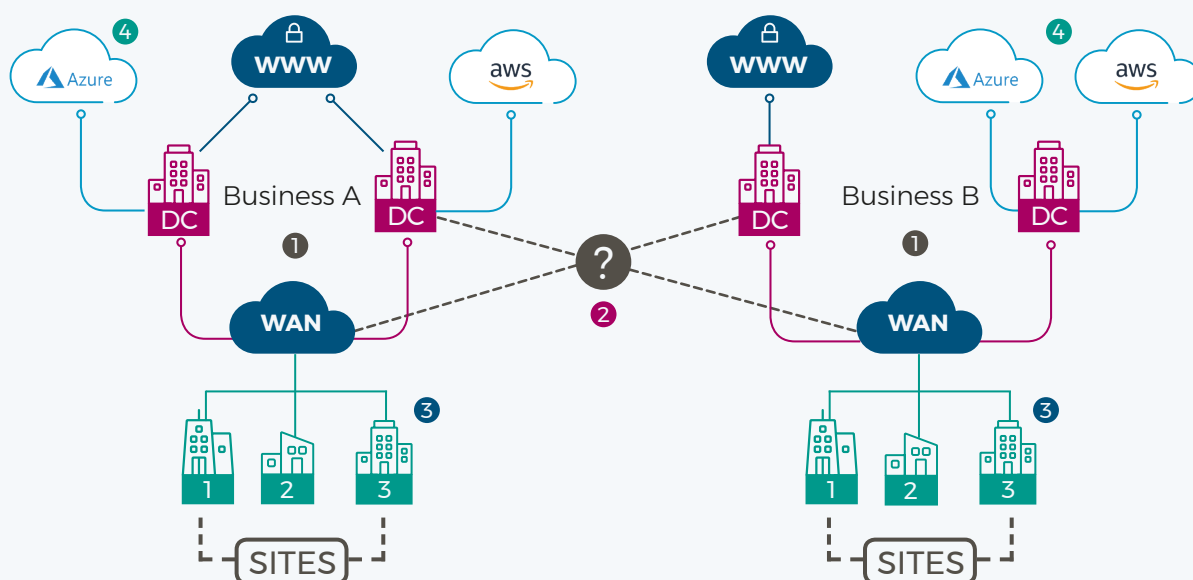 4
Azure
WWW
aws
WWW
4
Azure
aws
DC
Business A
DC
DC
Business B
DC
1
?
1
2
WAN
WAN
3
3
1
2
3
1
2
3
SITES
SITES